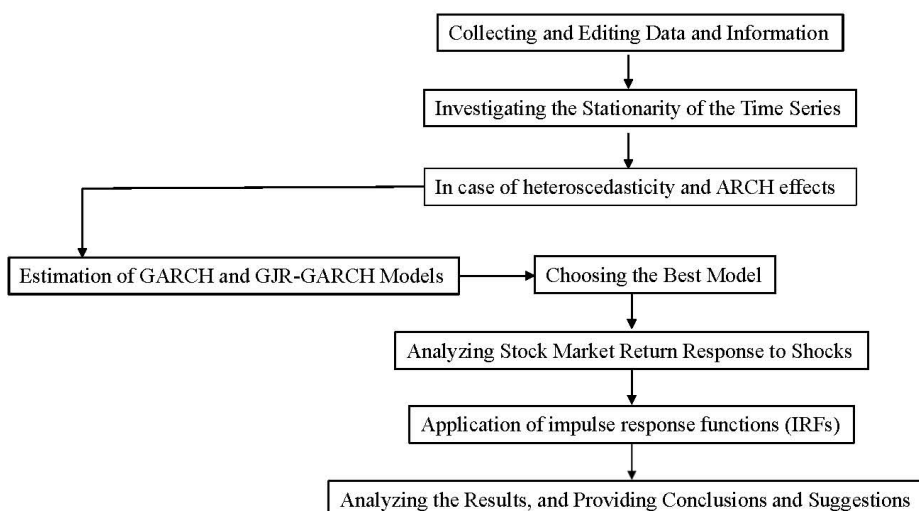 Collecting and Editing Data and Information
Investigating the Stationarity of the Time Series
In case of heteroscedasticity and ARCH effects
Estimation of GARCH and GJR-GARCH Models
Choosing the Best Model
Analyzing Stock Market Return Response to Shocks
Application of impulse response functions (IRFs)
Analyzing the Results, and Providing Conclusions and Suggestions